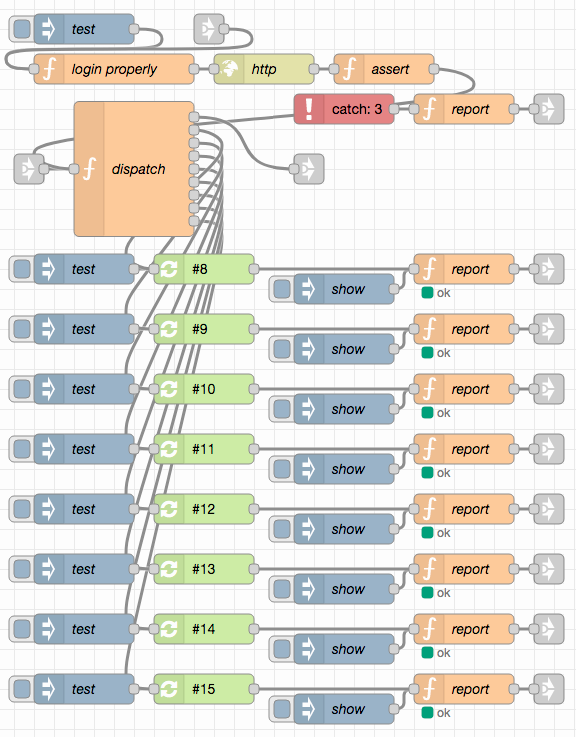 test
login properly http assert
catch: 3 report
dispatch
test #8 report
show ok
test #9 report
show ok
test #10 report
show ok
test #11 report
show ok
test #12 report
show ok
test #13 report
show ok
test #14 report
show ok
test #15 report
show ok